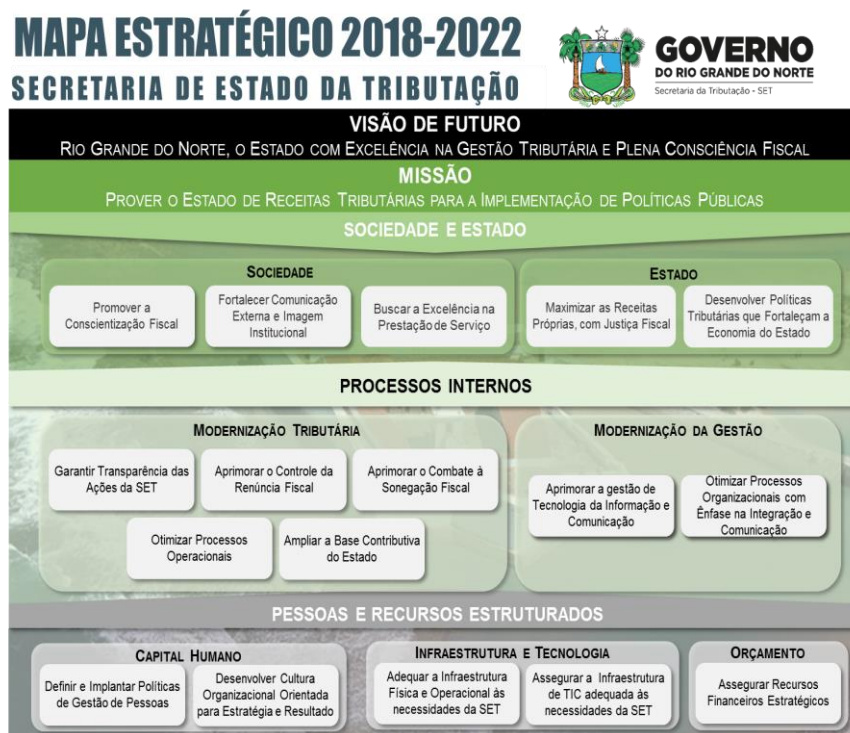 MAPA ESTRATÉGICO 2018-2022
SECRETARIA DE ESTADO DA TRIBUTAÇÃO
GOVERNO
DO RIO GRANDE DO NORTE
Secretaria da Tributação - SET
VISÃO DE FUTURO
RIO GRANDE DO NORTE, O ESTADO COM EXCELÊNCIA NA GESTÃO TRIBUTÁRIA E PLENA CONSCIÊNCIA FISCAL
MISSÃO
PROVER O ESTADO DE RECEITAS TRIBUTÁRIAS PARA A IMPLEMENTAÇÃO DE POLÍTICAS PÚBLICAS
SOCIEDADE E ESTADO
SOCIEDADE
Promover a
Conscientização Fiscal
Fortalecer Comunicação
Externa e Imagem
Institucional
Buscar a Excelência na
Prestação de Serviço
ESTADO
Maximizar as Receitas
Próprias, com Justiça Fiscal
Desenvolver Políticas
Tributárias que Fortaleçam a
Economia do Estado
PROCESSOS INTERNOS
MODERNIZAÇÃO TRIBUTÁRIA
Garantir Transparência das
Ações da SET
Aprimorar o Controle da
Renúncia Fiscal
Aprimorar o Combate à
Sonegação Fiscal
Otimizar Processos
Operacionais
Ampliar a Base Contributiva
do Estado
MODERNIZAÇÃO DA GESTÃO
Aprimorar a gestão de
Tecnologia da Informação e
Comunicação
Otimizar Processos
Organizacionais com
Ênfase na Integração e
Comunicação
PESSOAS E RECURSOS ESTRUTURADOS
CAPITAL HUMANO
Definir e Implantar Políticas
de Gestão de Pessoas
Desenvolver Cultura
Organizacional Orientada
para Estratégia e Resultado
INFRAESTRUTURA E TECNOLOGIA
Adequar a Infraestrutura
Física e Operacional às
necessidades da SET
Assegurar a Infraestrutura
de TIC adequada às
necessidades da SET
ORÇAMENTO
Assegurar Recursos
Financeiros Estratégicos